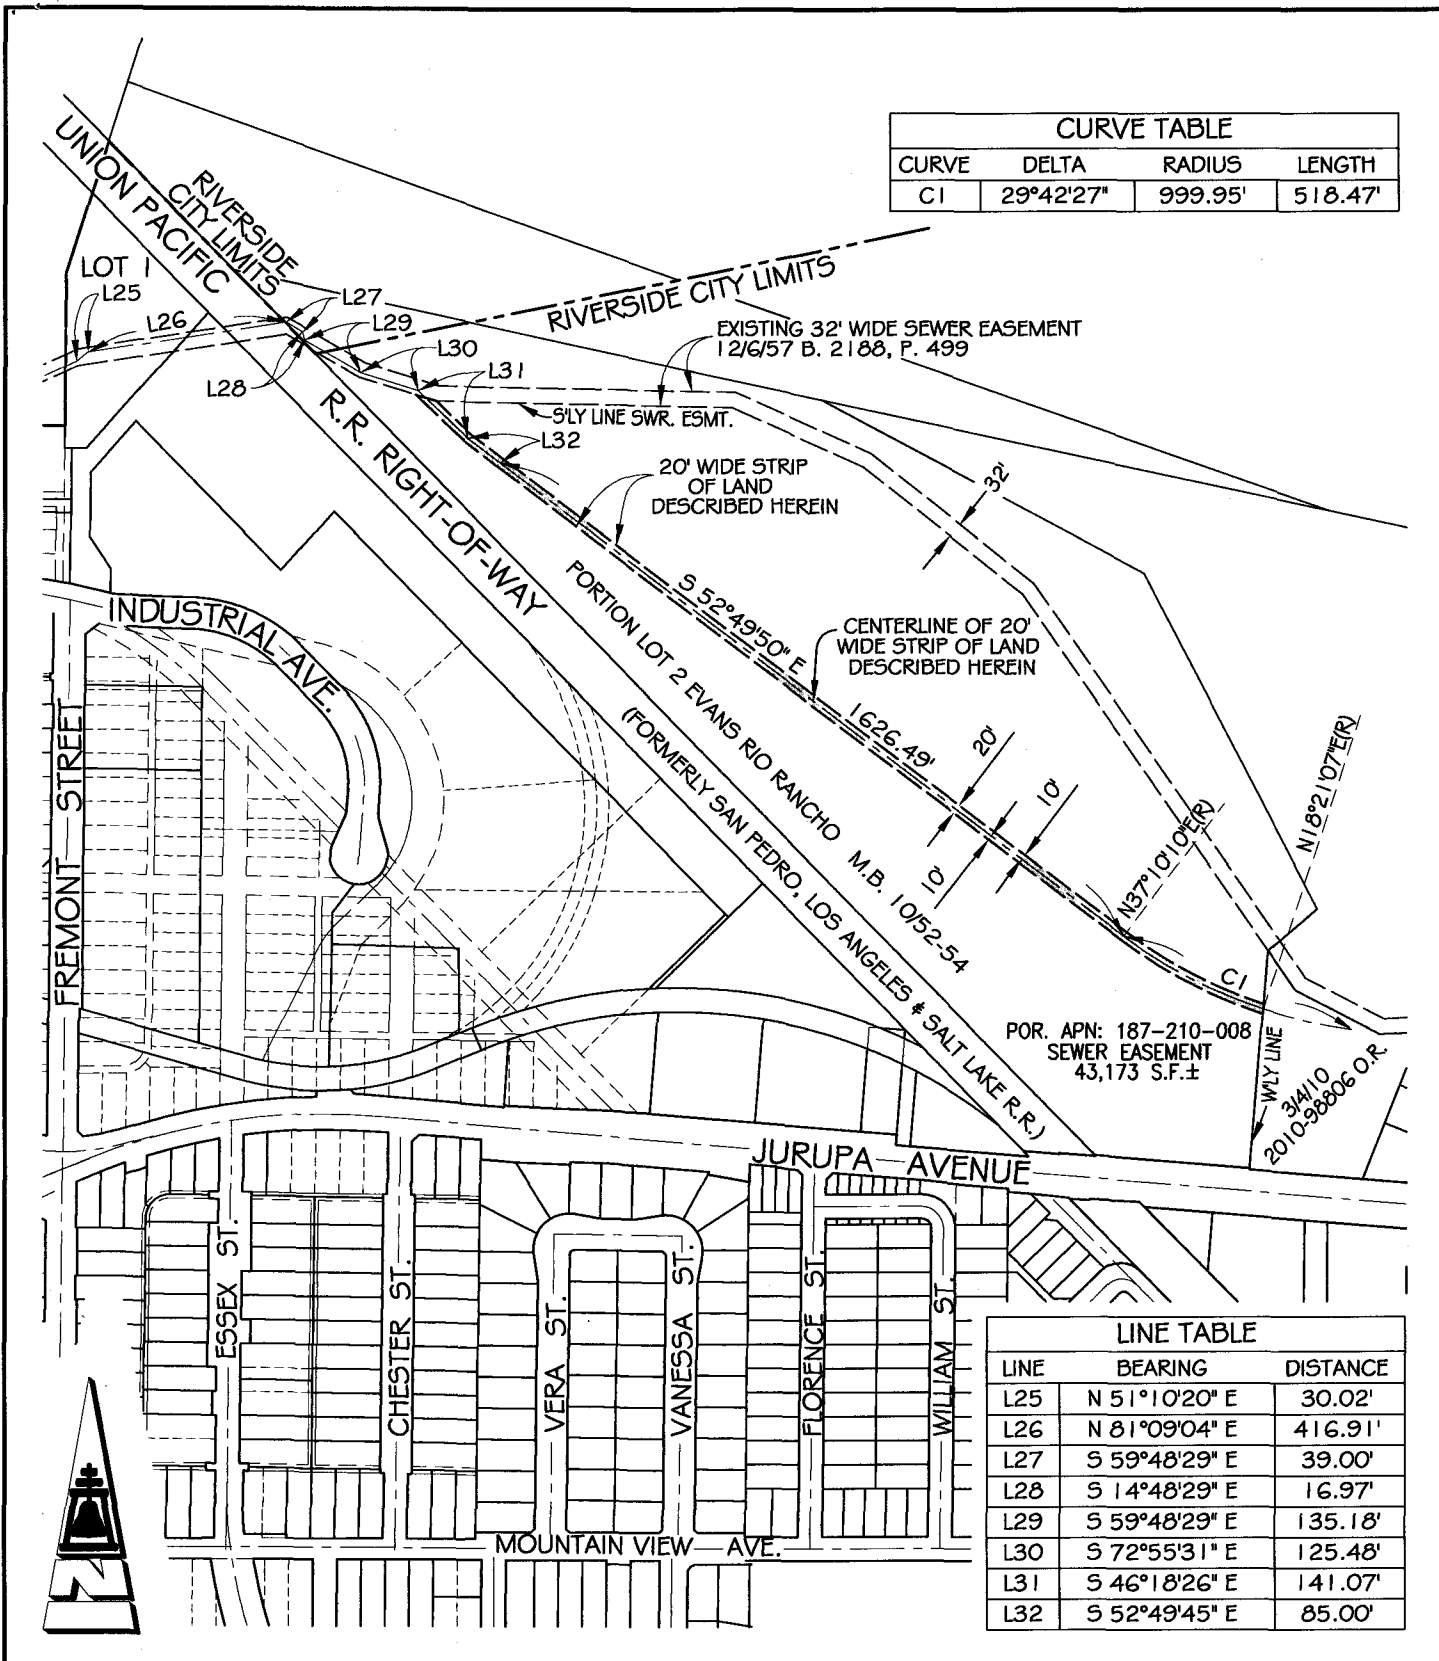 CURVE TABLE
CURVE DELTA RADIUS LENGTH
C1 29°42'27" 999.95' 518.47'
UNION PACIFIC
RIVERSIDE
CITY LIMITS
LOT 1
L25
L26
L27
L28
L29
L30
L31
L32
RIVERSIDE CITY LIMITS
EXISTING 32' WIDE SEWER EASEMENT
12/6/57 B. 2188, P. 499
S'LY LINE SWR. ESMT.
R.R. RIGHT-OF-WAY
20' WIDE STRIP
OF LAND
DESCRIBED HEREIN
32'
S 52°49'50" E
1626.49'
CENTERLINE OF 20'
WIDE STRIP OF LAND
DESCRIBED HEREIN
PORTION LOT 2 EVANS RIO RANCHO M.B. 10/52-54
(FORMERLY SAN PEDRO, LOS ANGELES & SALT LAKE R.R.)
20'
10'
10'
N37°10'10"E(R)
N18°21'07"E(R)
C1
INDUSTRIAL AVE.
FREMONT STREET
POR. APN: 187-210-008
SEWER EASEMENT
43,173 S.F.±
WLY LINE
3/4/10
2010-98806 O.R.
JURUPA AVENUE
ESSEX ST.
CHESTER ST.
VERA ST.
VANESSA ST.
FLORENCE ST.
WILLIAM ST.
MOUNTAIN VIEW AVE.
N
LINE TABLE
LINE BEARING DISTANCE
L25 N 51°10'20" E 30.02'
L26 N 81°09'04" E 416.91'
L27 S 59°48'29" E 39.00'
L28 S 14°48'29" E 16.97'
L29 S 59°48'29" E 135.18'
L30 S 72°55'31" E 125.48'
L31 S 46°18'26" E 141.07'
L32 S 52°49'45" E 85.00'